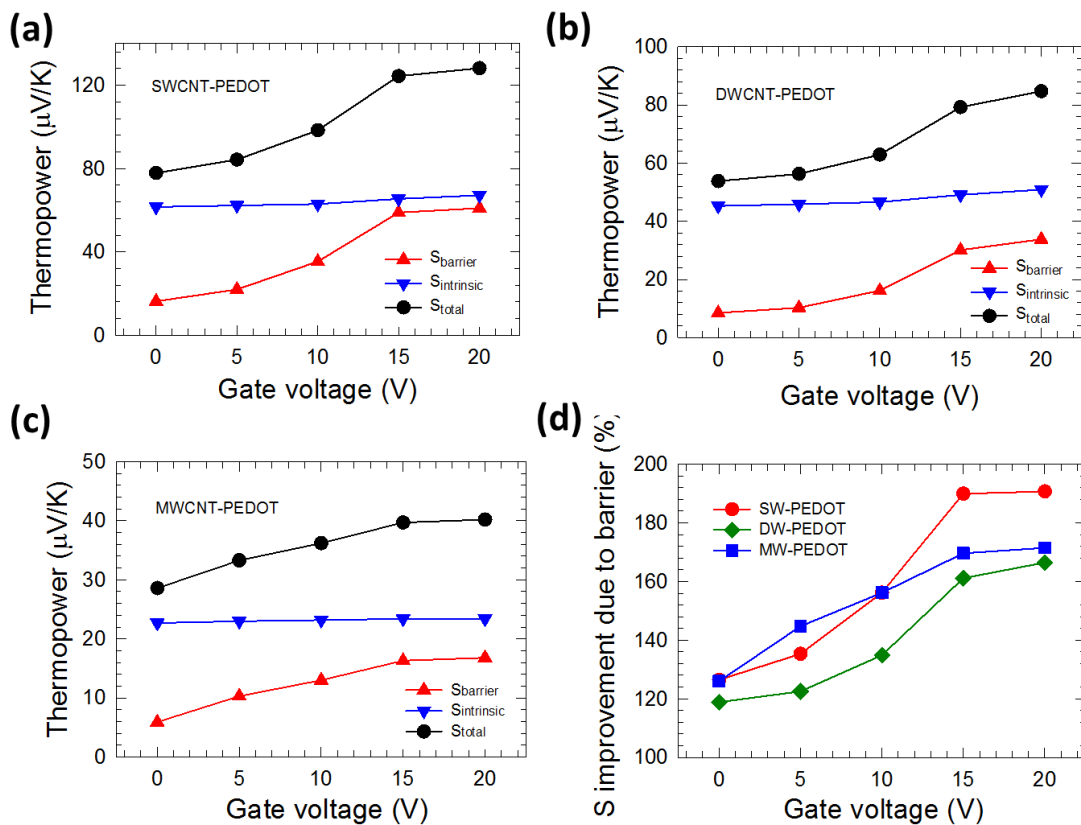 (a)
Thermopower (µV/K)
120
80
40
0
SWCNT-PEDOT
Sbarrier
Sintrinsic
Stotal
0 5 10 15 20
Gate voltage (V)
(b)
Thermopower (µV/K)
100
80
60
40
20
0
DWCNT-PEDOT
Sbarrier
Sintrinsic
Stotal
0 5 10 15 20
Gate voltage (V)
(c)
Thermopower (µV/K)
50
40
30
20
10
0
MWCNT-PEDOT
Sbarrier
Sintrinsic
Stotal
0 5 10 15 20
Gate voltage (V)
(d)
S improvement due to barrier (%)
200
180
160
140
120
100
SW-PEDOT
DW-PEDOT
MW-PEDOT
0 5 10 15 20
Gate voltage (V)